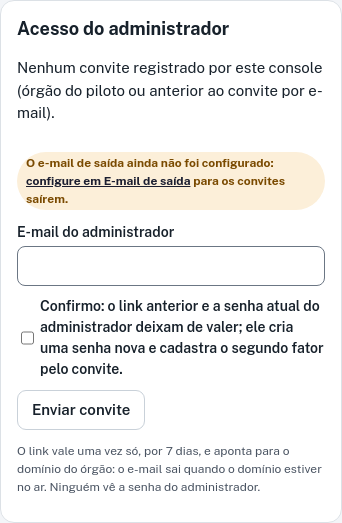 Acesso do administrador
Nenhum convite registrado por este console
(órgão do piloto ou anterior ao convite por e-
mail).
O e-mail de saída ainda não foi configurado:
configure em E-mail de saída para os convites
saírem.
E-mail do administrador
Confirmo: o link anterior e a senha atual do
administrador deixam de valer; ele cria
uma senha nova e cadastra o segundo fator
pelo convite.
Enviar convite
O link vale uma vez só, por 7 dias, e aponta para o
domínio do órgão: o e-mail sai quando o domínio estiver
no ar. Ninguém vê a senha do administrador.